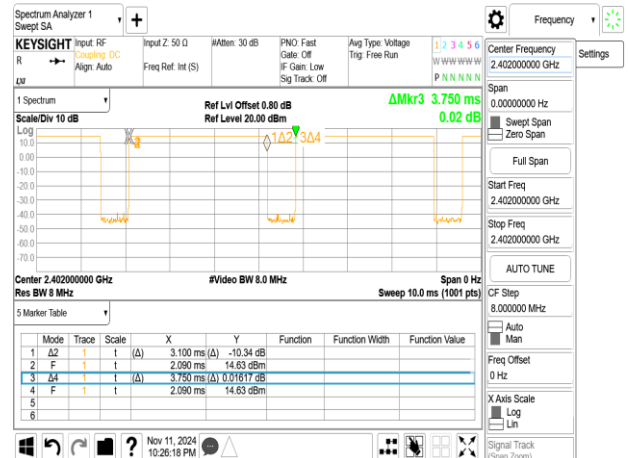 Spectrum Analyzer 1
Swept SA
Frequency
KEYSIGHT
R
Input: RF
Coupling: DC
Align: Auto
Input Z: 50 Ω
Freq Ref: Int (S)
#Atten: 30 dB
PNO: Fast
Gate: Off
IF Gain: Low
Sig Track: Off
Avg Type: Voltage
Trig: Free Run
1 2 3 4 5 6
W W W W W W
P N N N N N
1 Spectrum
Scale/Div 10 dB
Ref Lvl Offset 0.80 dB
Ref Level 20.00 dBm
ΔMkr3 3.750 ms
0.02 dB
Log
10.0
0.00
-10.0
-20.0
-30.0
-40.0
-50.0
-60.0
-70.0
1Δ2 3Δ4
Center 2.402000000 GHz
#Video BW 8.0 MHz
Span 0 Hz
Res BW 8 MHz
Sweep 10.0 ms (1001 pts)
5 Marker Table
Mode Trace Scale X Y Function Function Width Function Value
1 Δ2 1 t (Δ) 3.100 ms (Δ) -10.34 dB
2 F 1 t 2.090 ms 14.63 dBm
3 Δ4 1 t (Δ) 3.750 ms (Δ) 0.01617 dB
4 F 1 t 2.090 ms 14.63 dBm
5
6
Nov 11, 2024
10:26:18 PM
?
Center Frequency
2.402000000 GHz
Settings
Span
0.00000000 Hz
Swept Span
Zero Span
Full Span
Start Freq
2.402000000 GHz
Stop Freq
2.402000000 GHz
AUTO TUNE
CF Step
8.000000 MHz
Auto
Man
Freq Offset
0 Hz
X Axis Scale
Log
Lin
Signal Track
(Span Zoom)